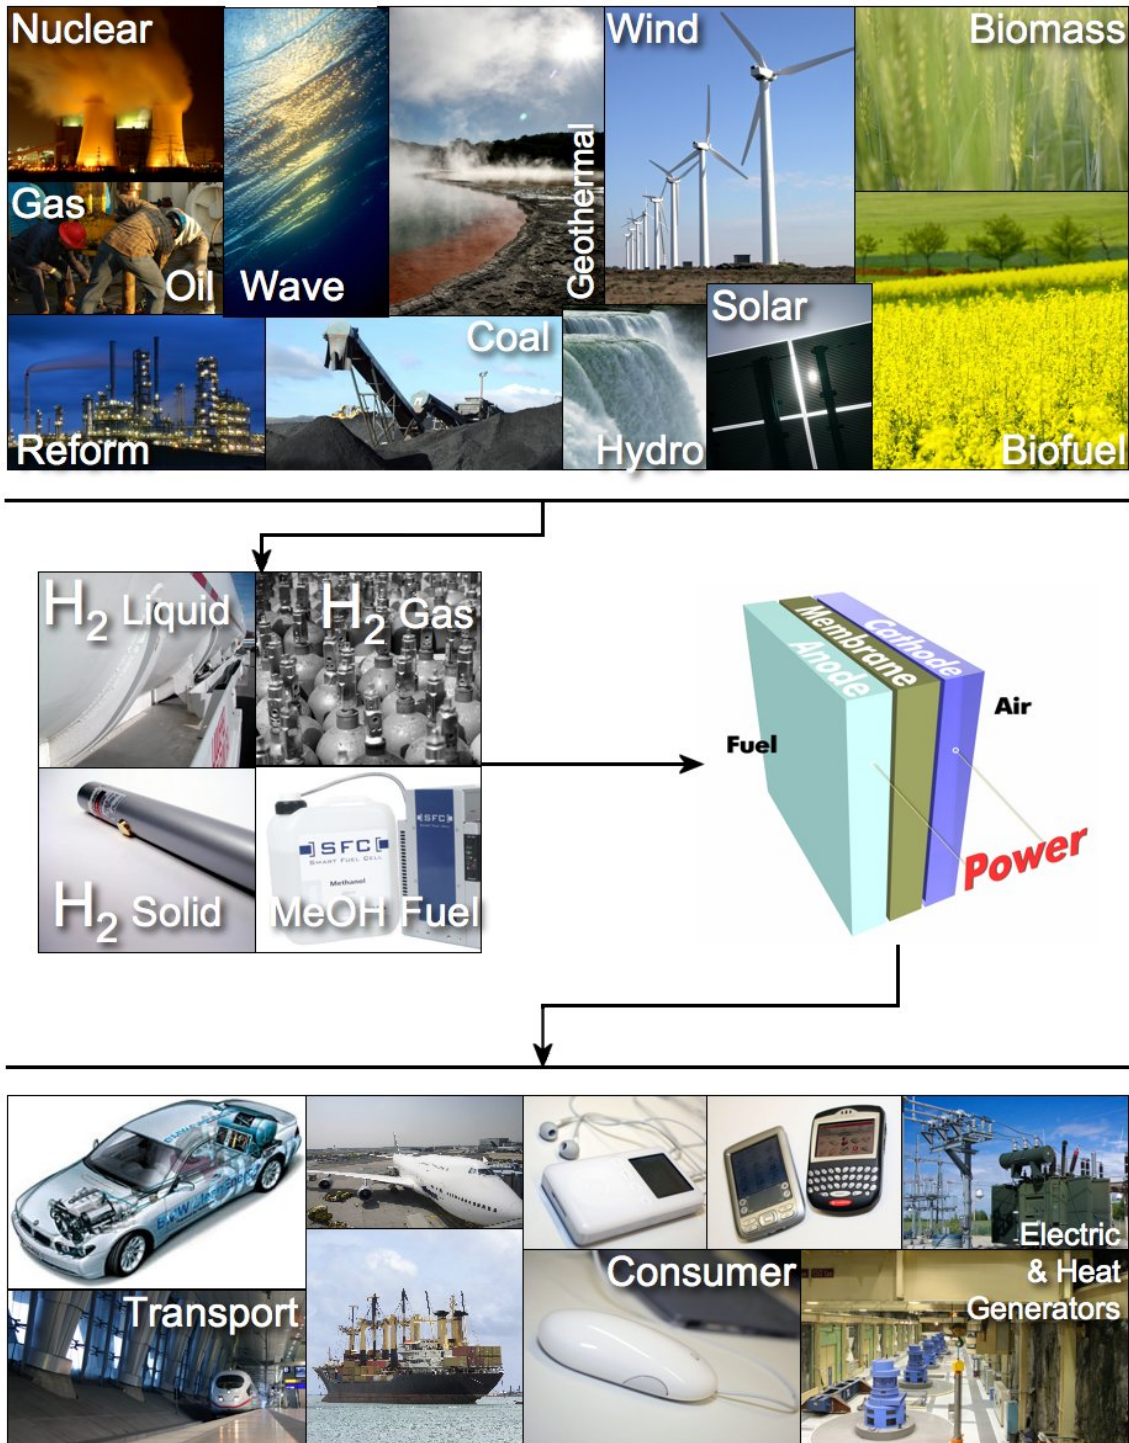 Nuclear
Wave
Geothermal
Wind
Biomass
Gas
Oil
Reform
Coal
Hydro
Solar
Biofuel
H2 Liquid
H2 Gas
H2 Solid
]SFC[
SMART FUEL CELL
Methanol
SFC
MeOH Fuel
Anode
Membrane
Cathode
Fuel
Air
Power
Transport
Consumer
Electric
& Heat
Generators